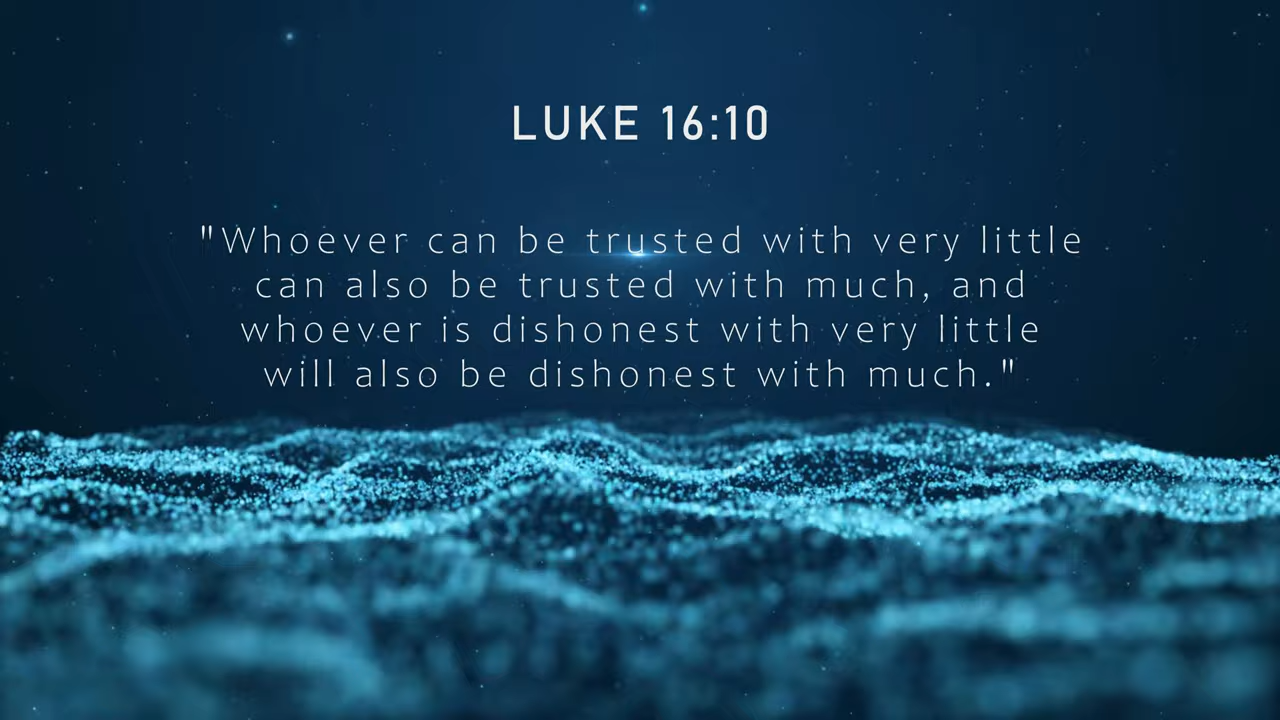 LUKE 16:10
"Whoever can be trusted with very little
can also be trusted with much, and
whoever is dishonest with very little
will also be dishonest with much."